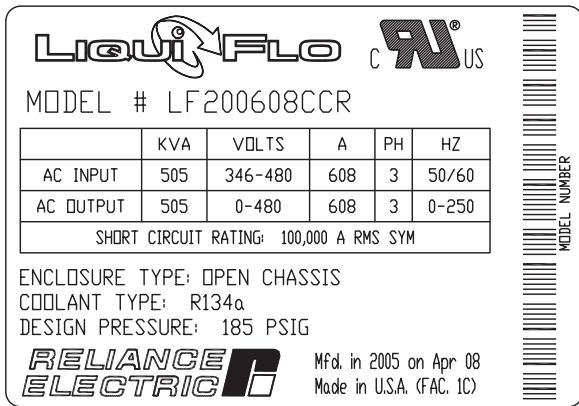 LIQUIFLO
C RU® US
MODEL # LF200608CCR
KVA VOLTS A PH HZ
AC INPUT 505 346-480 608 3 50/60
AC OUTPUT 505 0-480 608 3 0-250
SHORT CIRCUIT RATING: 100,000 A RMS SYM
ENCLOSURE TYPE: OPEN CHASSIS
COOLANT TYPE: R134a
DESIGN PRESSURE: 185 PSIG
RELIANCE
ELECTRIC
Mfd. in 2005 on Apr 08
Made in U.S.A. (FAC. 1C)
MODEL NUMBER